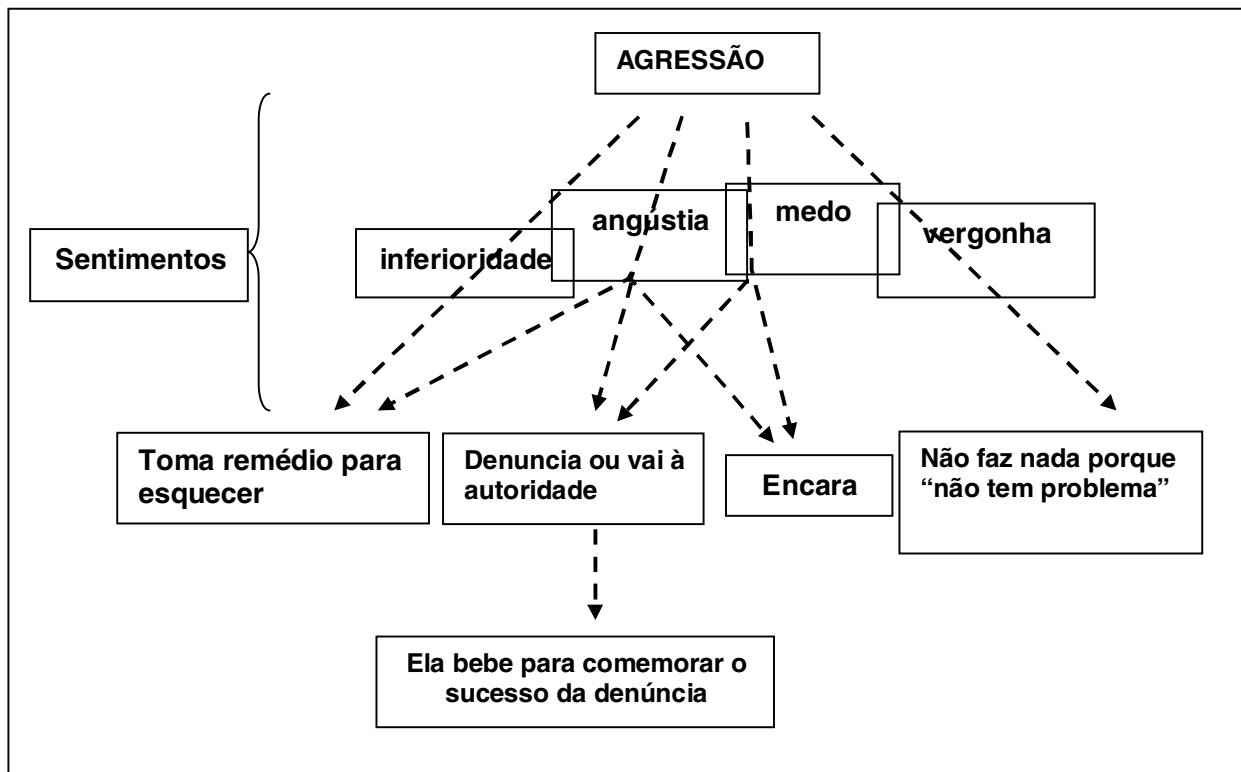 AGRESSÃO
Sentimentos
inferioridade
angústia
medo
vergonha
Toma remédio para
esquecer
Denuncia ou vai à
autoridade
Encara
Não faz nada porque
“não tem problema”
Ela bebe para comemorar o
sucesso da denúncia